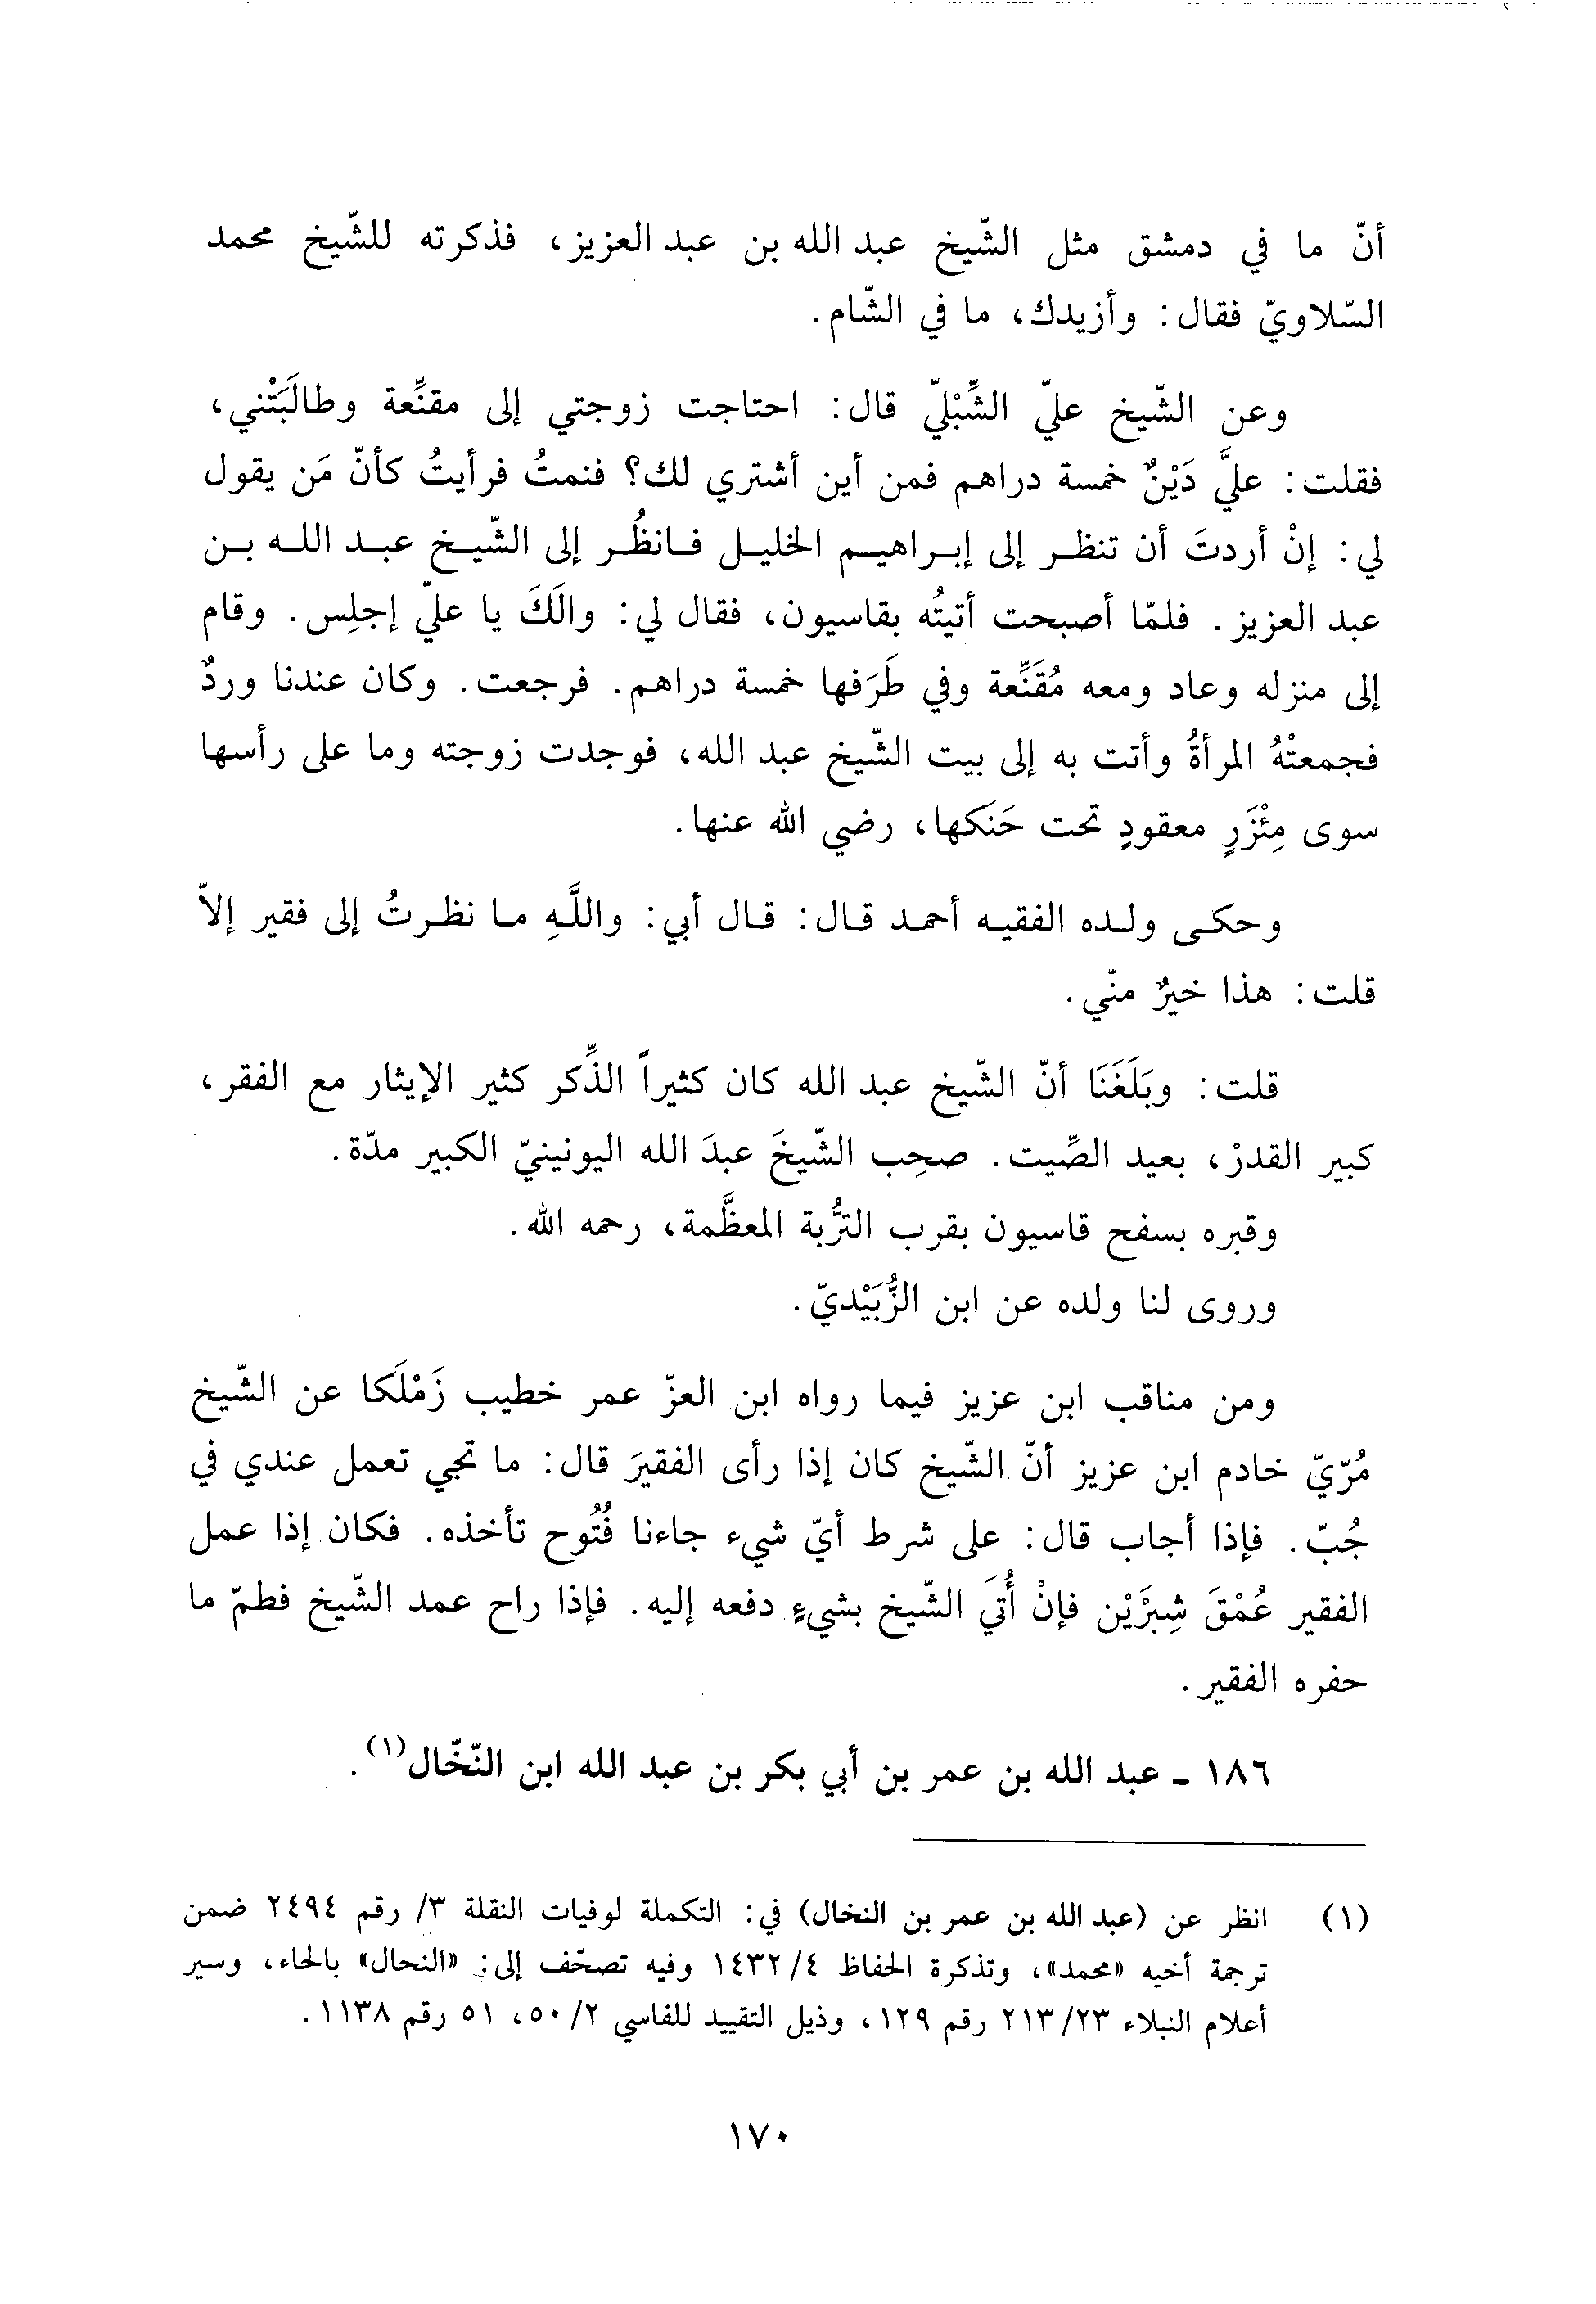 أنّ ما في دمشق مثل الشّيخ عبد الله بن عبد العزيز، فذكرته للشّيخ محمد
السّلاويّ فقال: وأزيدك، ما في الشّام.
وعن الشّيخ عليّ الشِّبْليّ قال: احتاجت زوجتي إلى مقنِّعة وطالَبَتْني،
فقلت: عليَّ دَيْنٌ خمسة دراهم فمن أين أشتري لك؟ فنمتُ فرأيتُ كأنّ مَن يقول
لي: إنْ أردتَ أن تنظر إلى إبراهيم الخليل فانظُر إلى الشّيخ عبد الله بن
عبد العزيز. فلمّا أصبحت أتيتُه بقاسيون، فقال لي: والَكَ يا عليّ إجلِس. وقام
إلى منزله وعاد ومعه مُقَنِّعة وفي طَرَفها خمسة دراهم. فرجعت. وكان عندنا وردٌ
فجمعتْهُ المرأةُ وأتت به إلى بيت الشّيخ عبد الله، فوجدت زوجته وما على رأسها
سوى مِئْزَرٍ معقودٍ تحت حَنَكها، رضي الله عنها.
وحكى ولده الفقيه أحمد قال: قال أبي: واللَّهِ ما نظرتُ إلى فقير إلاّ
قلت: هذا خيرٌ منّي.
قلت: وبَلَغَنَا أنّ الشّيخ عبد الله كان كثيراً الذِّكر كثير الإيثار مع الفقر،
كبير القدرْ، بعيد الصِّيت. صحِب الشّيخَ عبدَ الله اليونينيّ الكبير مدّة.
وقبره بسفح قاسيون بقرب التُّربة المعظَّمة، رحمه الله.
وروى لنا ولده عن ابن الزُّبَيْديّ.
ومن مناقب ابن عزيز فيما رواه ابن العزّ عمر خطيب زَمْلَكا عن الشّيخ
مُرّيّ خادم ابن عزيز أنّ الشّيخ كان إذا رأى الفقيرَ قال: ما تجي تعمل عندي في
جُبّ. فإذا أجاب قال: على شرط أيّ شيء جاءنا فُتُوح تأخذه. فكان إذا عمل
الفقير عُمْقَ شِبرَيْن فإنْ أُتيَ الشّيخ بشيءٍ دفعه إليه. فإذا راح عمد الشّيخ فطمّ ما
حفره الفقير.
١٨٦ ـ عبد الله بن عمر بن أبي بكر بن عبد الله ابن النّخّال(١).
(١) انظر عن (عبد الله بن عمر بن النخال) في: التكملة لوفيات النقلة ٣/ رقم ٢٤٩٤ ضمن
ترجمة أخيه «محمد»، وتذكرة الحفاظ ٤/ ١٤٣٢ وفيه تصحّف إلى: «النحال» بالحاء، وسير
أعلام النبلاء ٢٣/ ٢١٣ رقم ١٢٩، وذيل التقييد للفاسي ٢/ ٥٠، ٥١ رقم ١١٣٨.
١٧٠